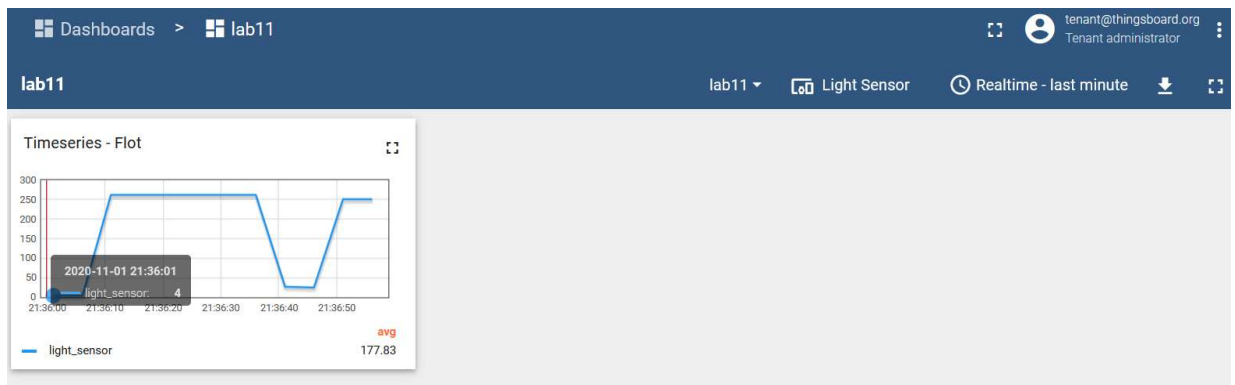 Dashboards > lab11
tenant@thingsboard.org
Tenant administrator
lab11
lab11 Light Sensor Realtime - last minute
Timeseries - Flot
300
250
200
150
100
50
0
2020-11-01 21:36:01
light_sensor: 4
21:36:00 21:36:10 21:36:20 21:36:30 21:36:40 21:36:50
avg
light_sensor 177.83